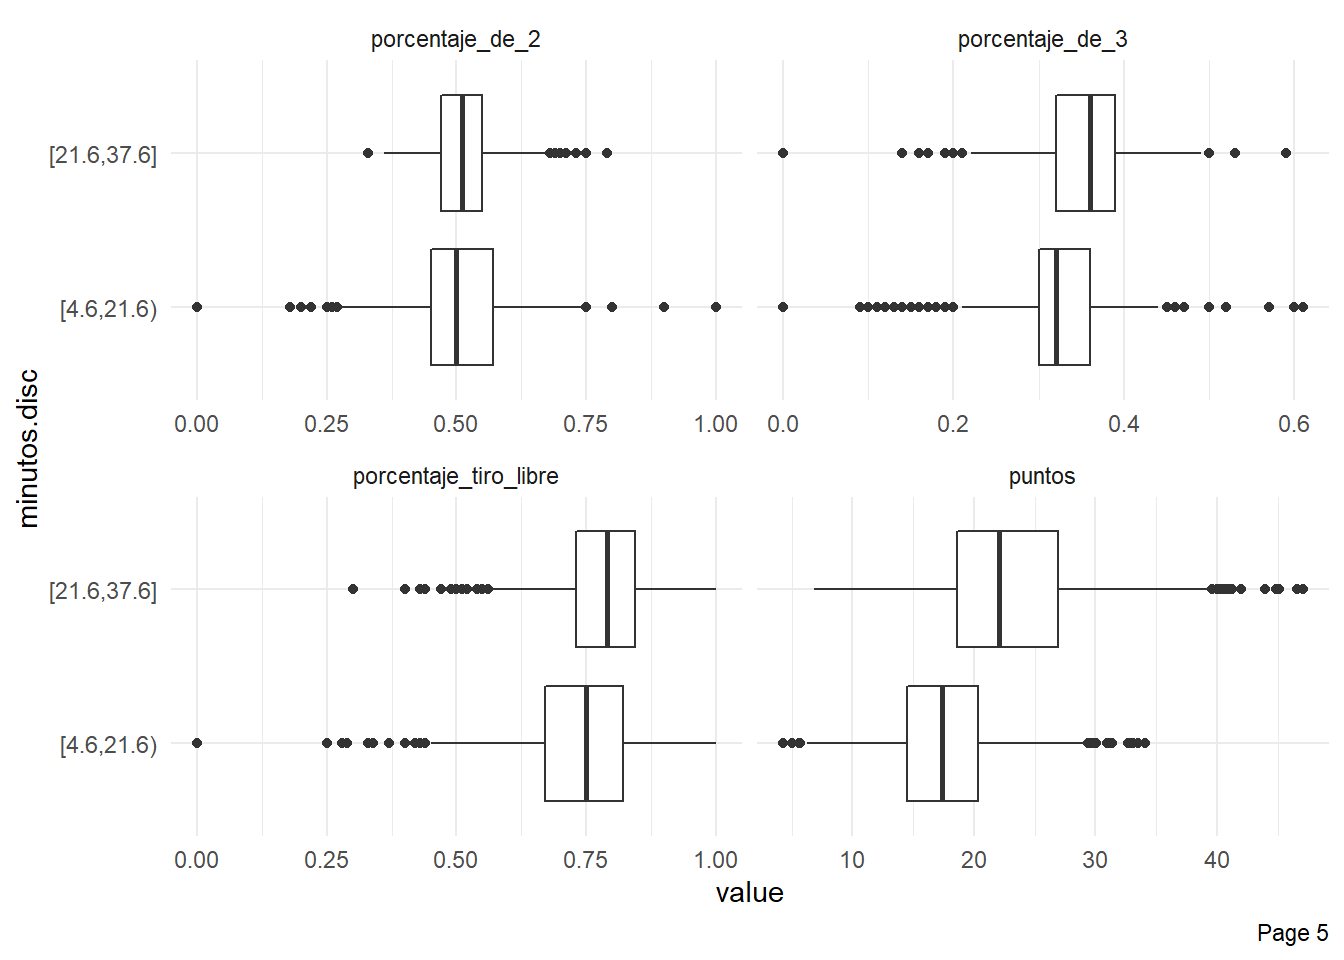 porcentaje_de_2 porcentaje_de_3
[21.6,37.6]
[4.6,21.6)
0.00 0.25 0.50 0.75 1.00 0.0 0.2 0.4 0.6
porcentaje_tiro_libre puntos
[21.6,37.6]
[4.6,21.6)
0.00 0.25 0.50 0.75 1.00 10 20 30 40
minutos.disc
value
Page 5